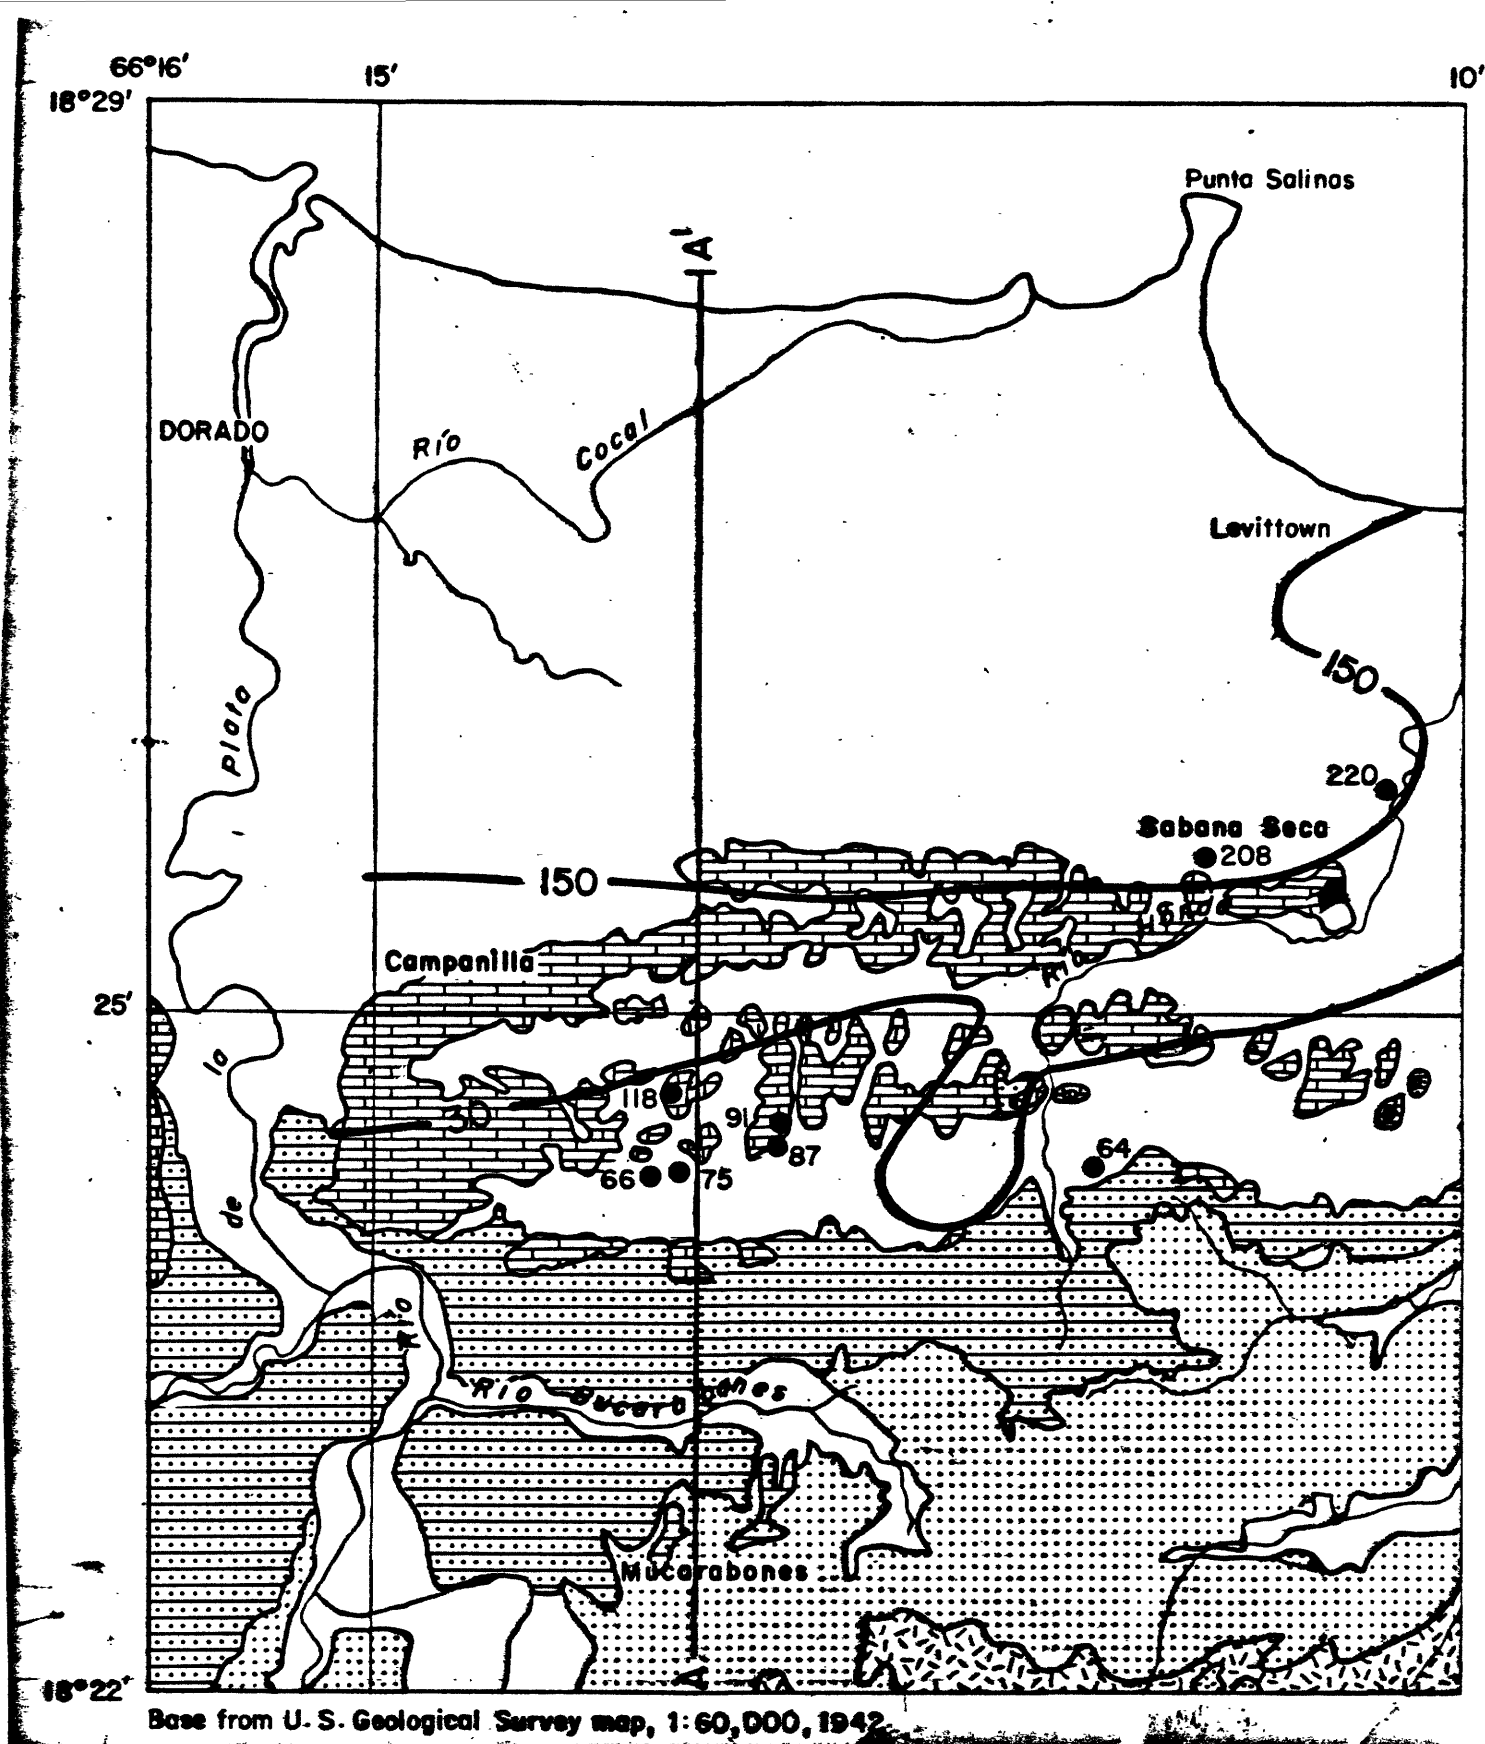 66°16′
15′
10′
18°29′
Punta Salinas
A′
DORADO
Río
Cocal
Levittown
150
Plata
220
Sabana Seca
208
150
Hondo
Campanilla
Río
25′
la
118
91
87
64
66
75
de
Río
Río Bucarabones
Mucarabones
A
18°22′
Base from U. S. Geological Survey map, 1:60,000, 1942.